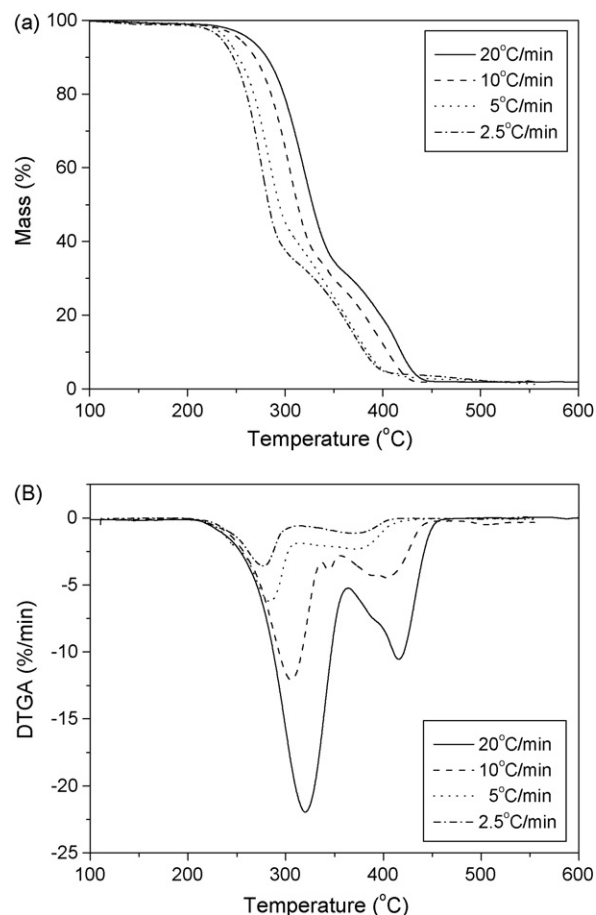 (a)
100
80
60
40
20
0
Mass (%)
20°C/min
10°C/min
5°C/min
2.5°C/min
100 200 300 400 500 600
Temperature (°C)
(B)
0
-5
-10
-15
-20
-25
DTGA (%/min)
20°C/min
10°C/min
5°C/min
2.5°C/min
100 200 300 400 500 600
Temperature (°C)